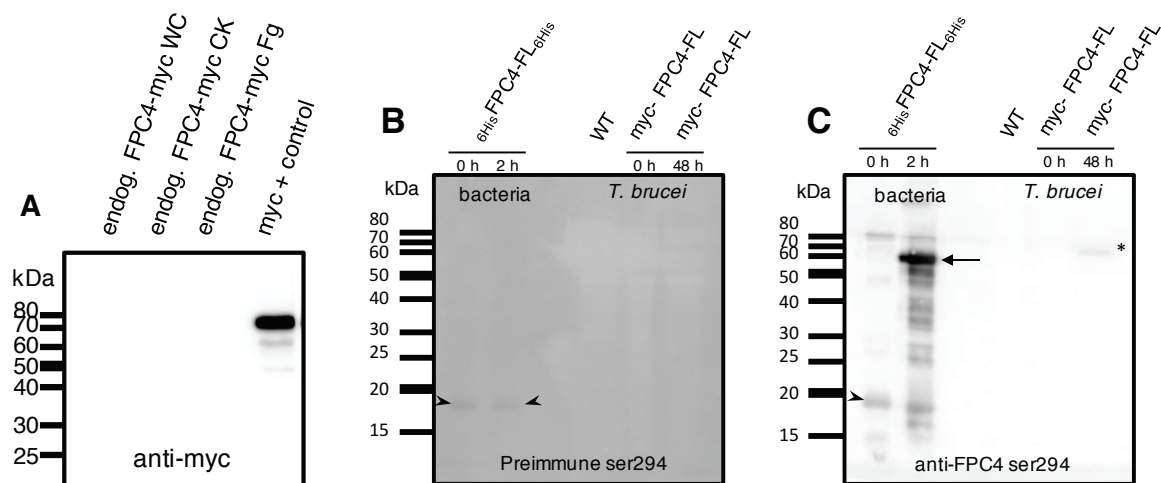 A
endog. FPC4-myc WC
endog. FPC4-myc CK
endog. FPC4-myc Fg
myc + control
kDa
80
70
60
50
40
30
25
anti-myc
B
6HisFPC4-FL6His
WT
myc- FPC4-FL
myc- FPC4-FL
0 h 2 h 0 h 48 h
kDa
bacteria T. brucei
80
70
60
50
40
30
25
20
15
Preimmune ser294
C
6HisFPC4-FL6His
WT
myc- FPC4-FL
myc- FPC4-FL
0 h 2 h 0 h 48 h
kDa
bacteria T. brucei
80
70
60
50
40
30
25
20
15
*
anti-FPC4 ser294